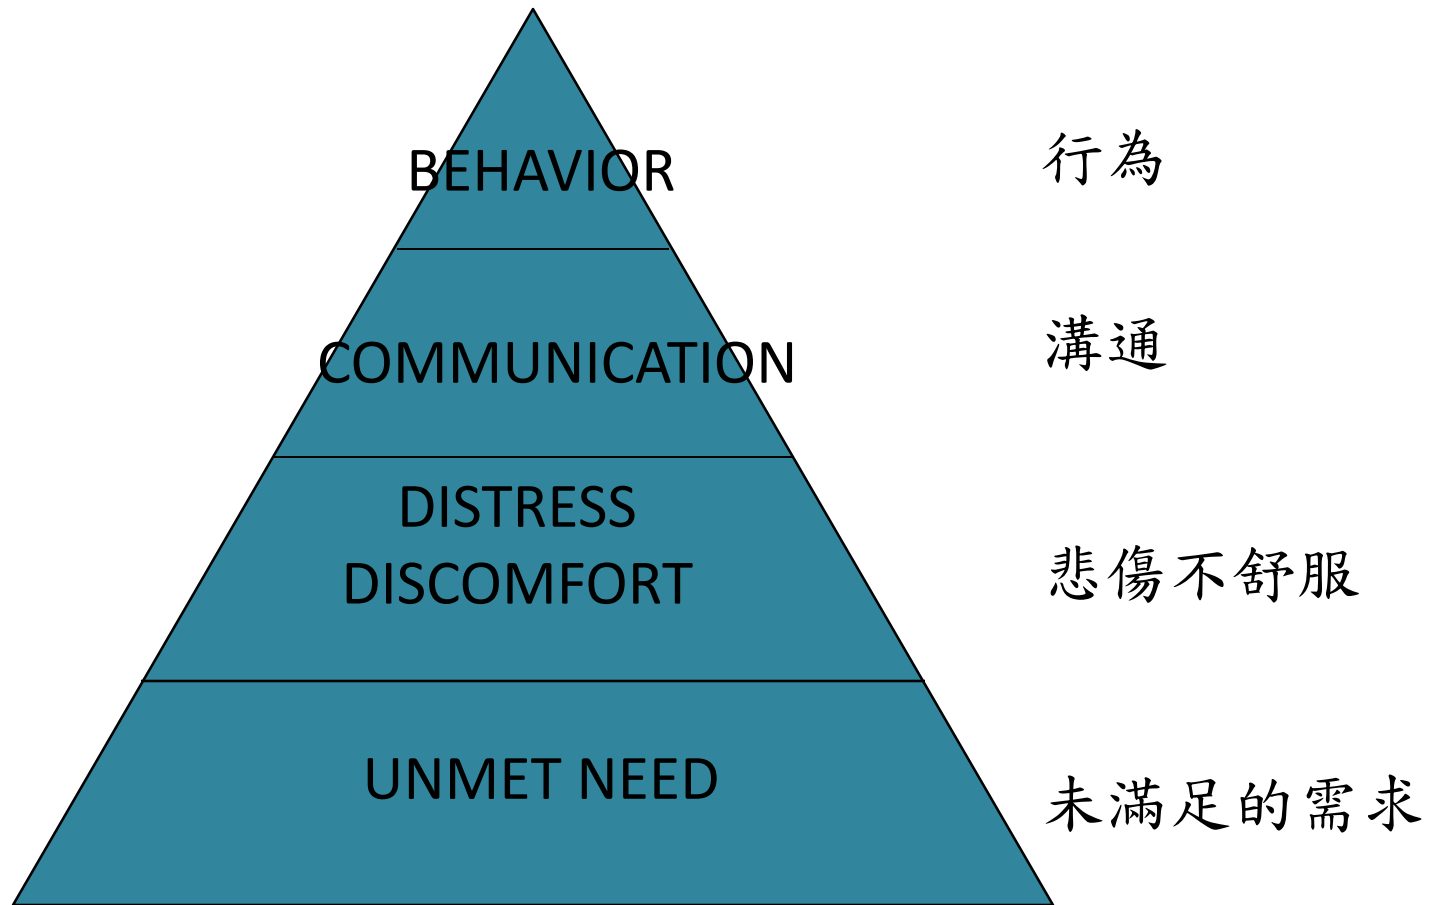 BEHAVIOR
行為
COMMUNICATION
溝通
DISTRESS
DISCOMFORT
悲傷不舒服
UNMET NEED
未滿足的需求